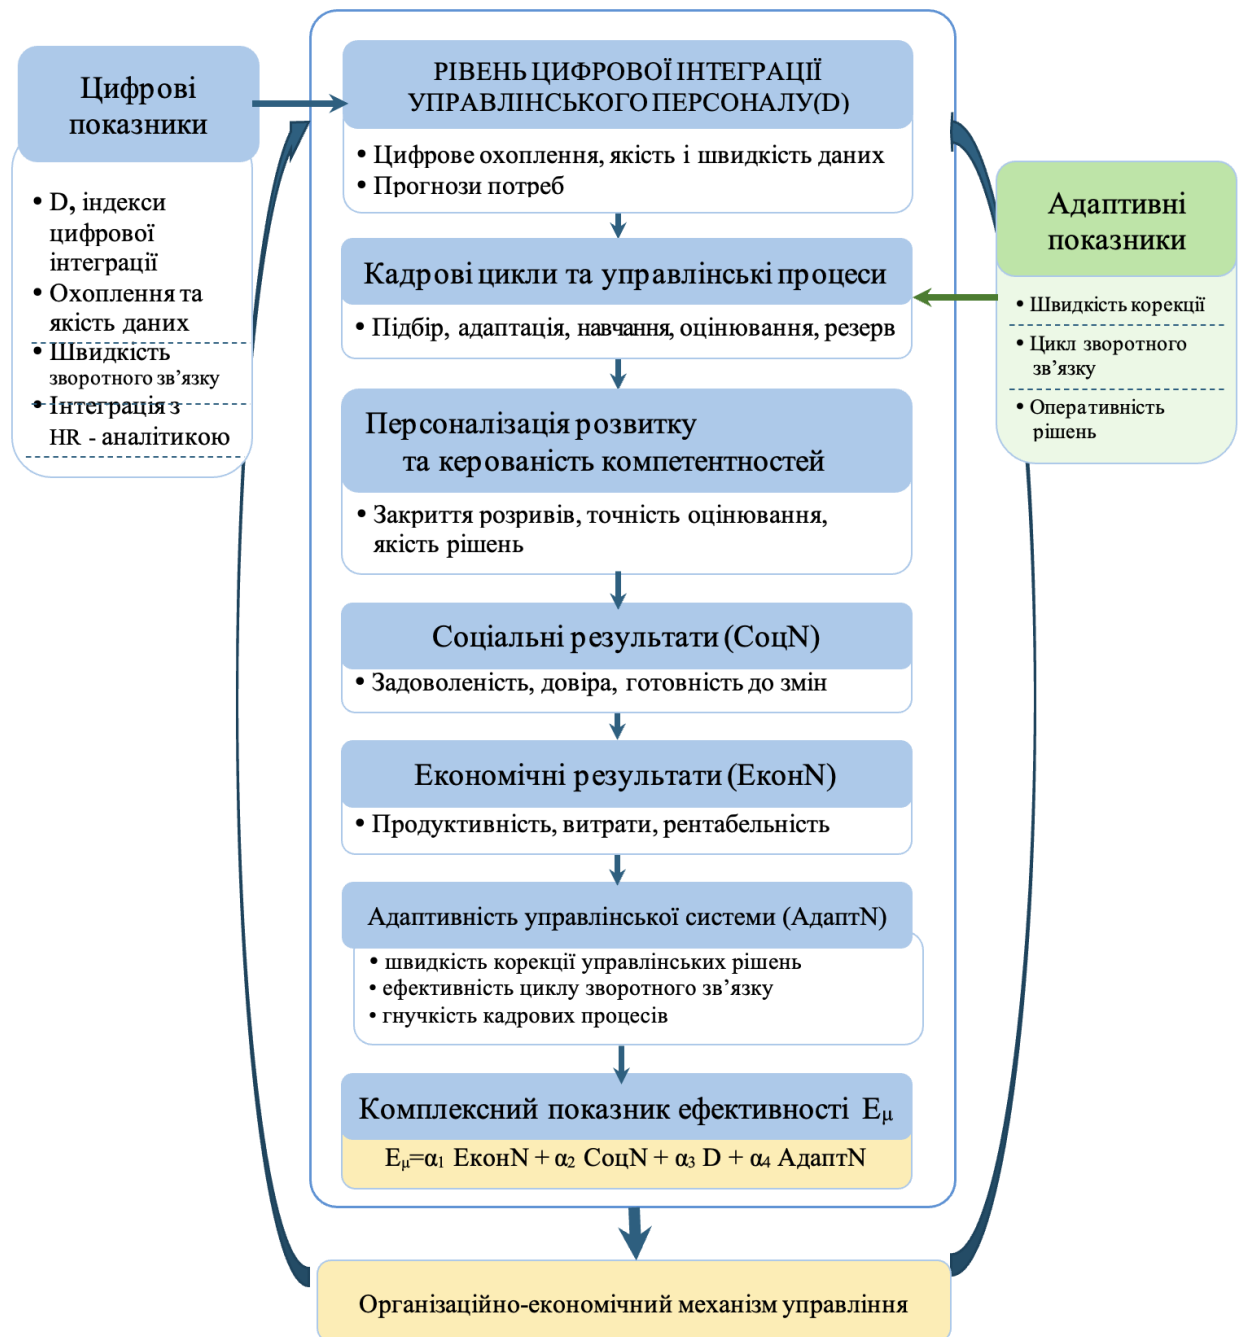 Цифрові
показники
• D, індекси
цифрової
інтеграції
• Охоплення та
якість даних
• Швидкість
зворотного зв’язку
• Інтеграція з
HR - аналітикою
РІВЕНЬ ЦИФРОВОЇ ІНТЕГРАЦІЇ
УПРАВЛІНСЬКОГО ПЕРСОНАЛУ(D)
• Цифрове охоплення, якість і швидкість даних
• Прогнози потреб
Кадрові цикли та управлінські процеси
• Підбір, адаптація, навчання, оцінювання, резерв
Персоналізація розвитку
та керованість компетентностей
• Закриття розривів, точність оцінювання,
якість рішень
Соціальні результати (СоцN)
• Задоволеність, довіра, готовність до змін
Економічні результати (ЕконN)
• Продуктивність, витрати, рентабельність
Адаптивність управлінської системи (АдаптN)
• швидкість корекції управлінських рішень
• ефективність циклу зворотного зв’язку
• гнучкість кадрових процесів
Комплексний показник ефективності Eμ
Eμ=α₁ ЕконN + α₂ СоцN + α₃ D + α₄ АдаптN
Адаптивні
показники
• Швидкість корекції
• Цикл зворотного
зв’язку
• Оперативність
рішень
Організаційно-економічний механізм управління